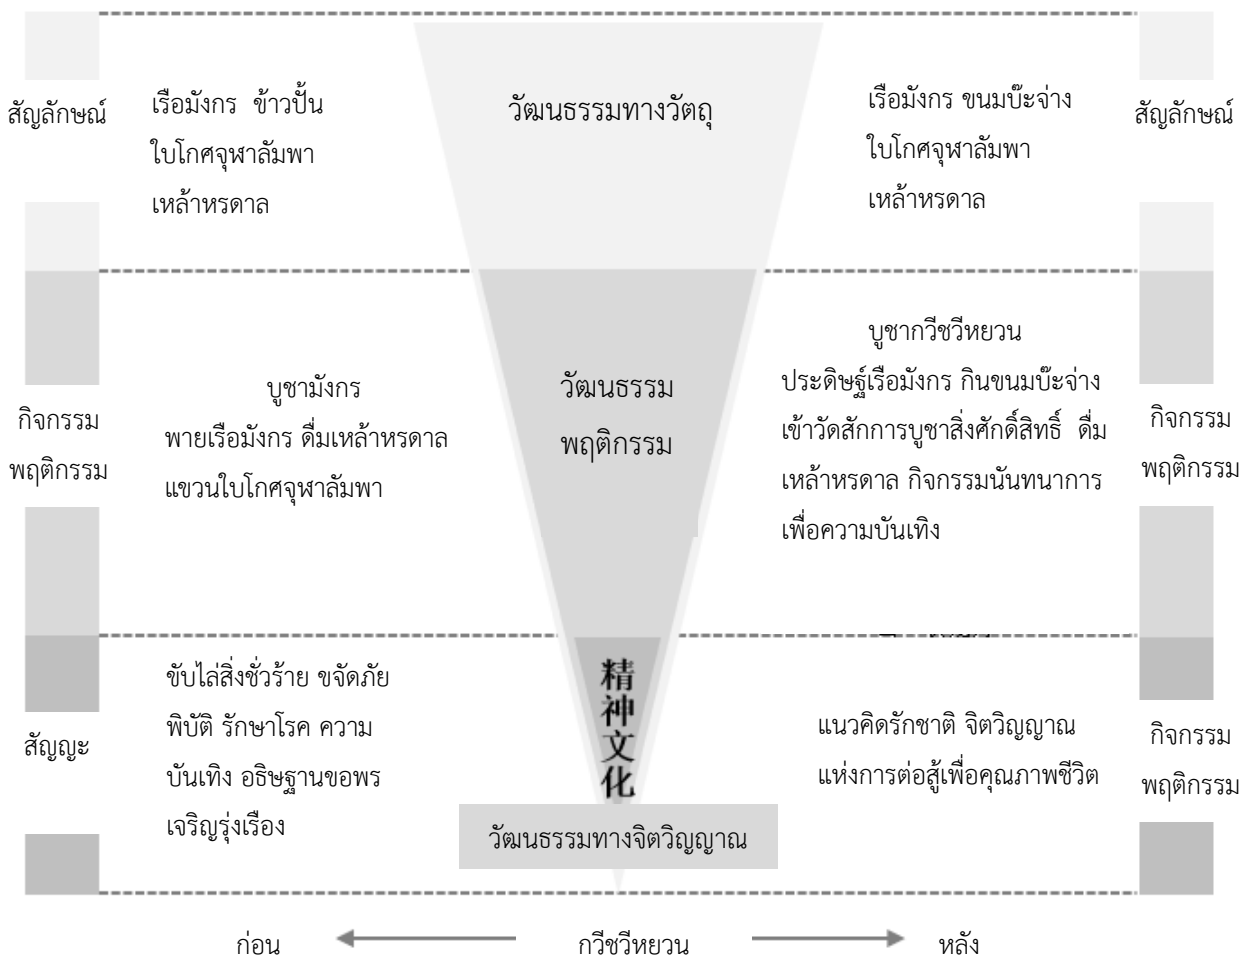 สัญลักษณ์
เรือมังกร ข้าวปั้น
ใบโกศจุฬาลัมพา
เหล้าหรดาล
วัฒนธรรมทางวัตถุ
เรือมังกร ขนมบ๊ะจ่าง
ใบโกศจุฬาลัมพา
เหล้าหรดาล
สัญลักษณ์
กิจกรรม
พฤติกรรม
บูชามังกร
พายเรือมังกร ดื่มเหล้าหรดาล
แขวนใบโกศจุฬาลัมพา
วัฒนธรรม
พฤติกรรม
บูชากวีชวีหยวน
ประดิษฐ์เรือมังกร กินขนมบ๊ะจ่าง
เข้าวัดสักการบูชาสิ่งศักดิ์สิทธิ์ ดื่ม
เหล้าหรดาล กิจกรรมนันทนาการ
เพื่อความบันเทิง
กิจกรรม
พฤติกรรม
สัญญะ
ขับไล่สิ่งชั่วร้าย ขจัดภัย
พิบัติ รักษาโรค ความ
บันเทิง อธิษฐานขอพร
เจริญรุ่งเรือง
精神文化
วัฒนธรรมทางจิตวิญญาณ
แนวคิดรักชาติ จิตวิญญาณ
แห่งการต่อสู้เพื่อคุณภาพชีวิต
กิจกรรม
พฤติกรรม
ก่อน
กวีชวีหยวน
หลัง